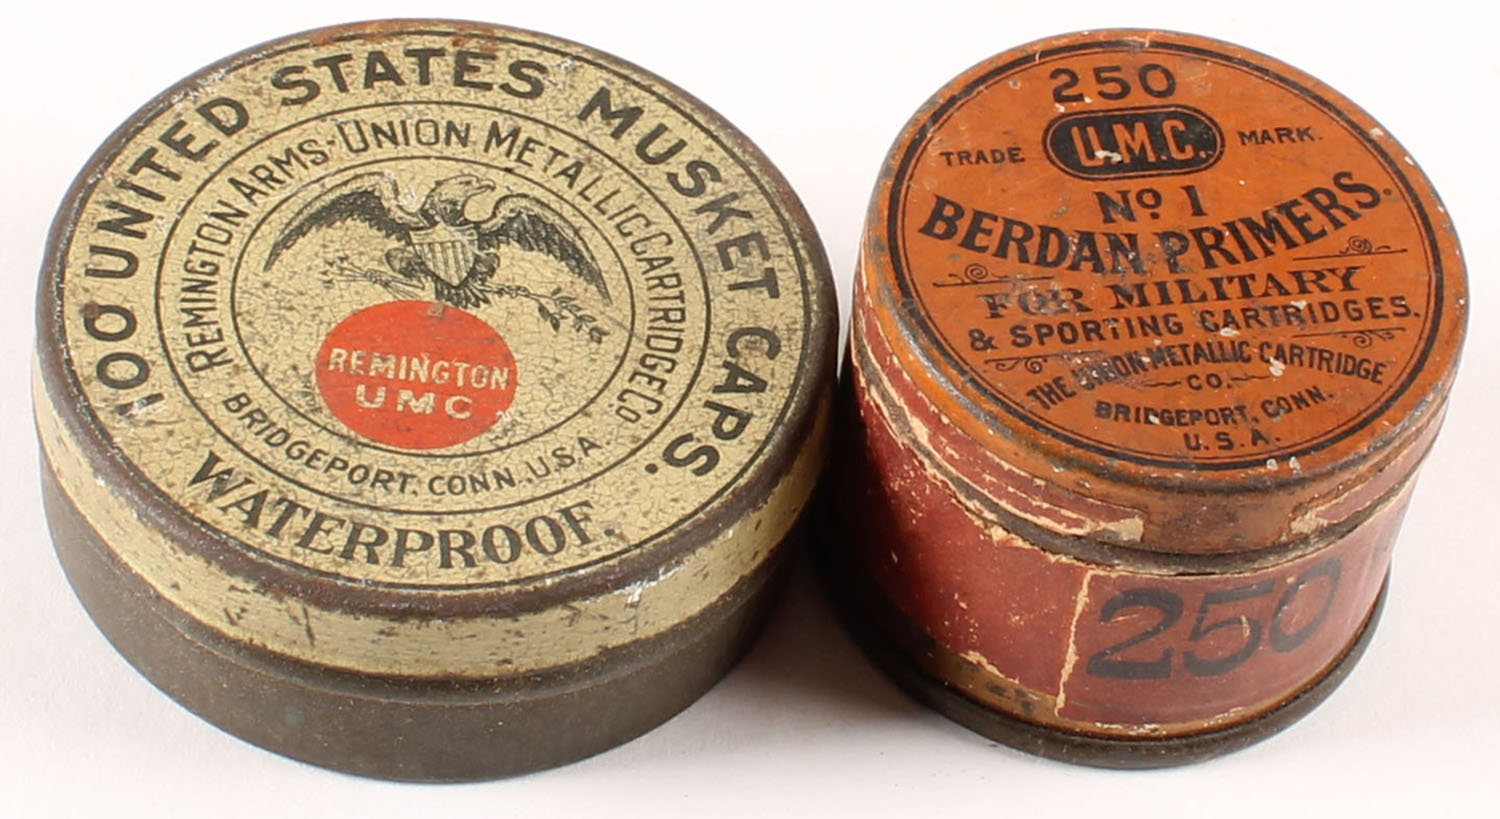 100 UNITED STATES MUSKET CAPS.
WATERPROOF.
REMINGTON ARMS-UNION METALLIC CARTRIDGE Co
BRIDGEPORT, CONN., U.S.A.
REMINGTON
UMC
250
TRADE U.M.C. MARK.
No. 1
BERDAN PRIMERS.
FOR MILITARY
& SPORTING CARTRIDGES.
THE UNION METALLIC CARTRIDGE
CO.
BRIDGEPORT, CONN.
U.S.A.
250